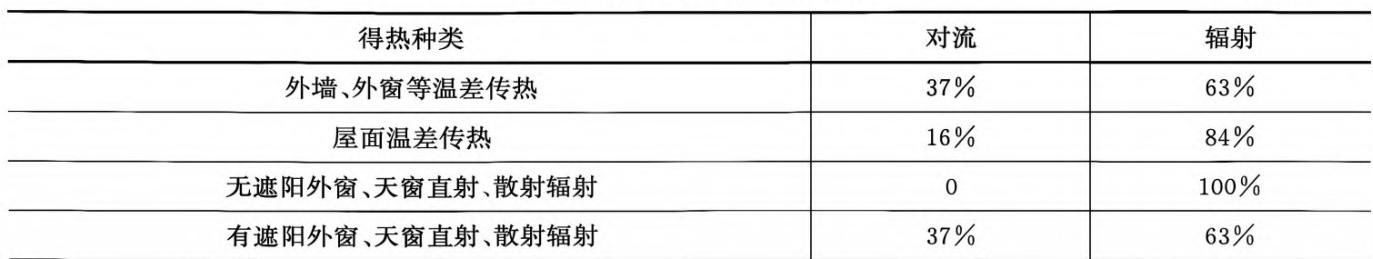 得热种类 对流 辐射
外墙、外窗等温差传热 37% 63%
屋面温差传热 16% 84%
无遮阳外窗、天窗直射、散射辐射 0 100%
有遮阳外窗、天窗直射、散射辐射 37% 63%